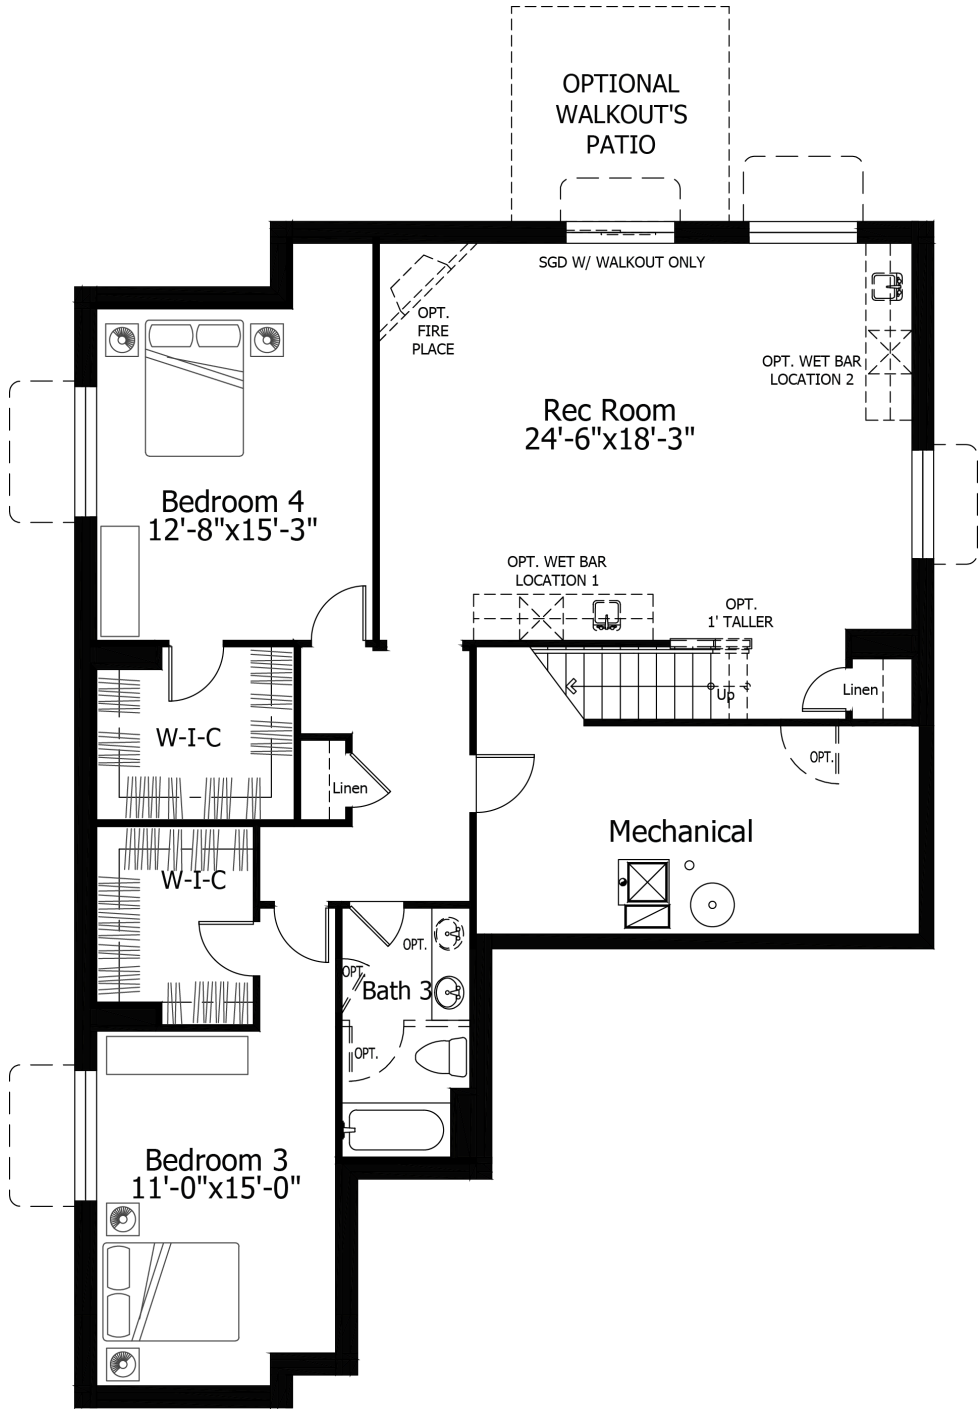 OPTIONAL
WALKOUT'S
PATIO
SGD W/ WALKOUT ONLY
OPT.
FIRE
PLACE
OPT. WET BAR
LOCATION 2
Rec Room
24'-6"x18'-3"
Bedroom 4
12'-8"x15'-3"
OPT. WET BAR
LOCATION 1
OPT.
1' TALLER
Up
Linen
W-I-C
OPT.
Linen
Mechanical
W-I-C
OPT.
OPT.
Bath 3
OPT.
Bedroom 3
11'-0"x15'-0"